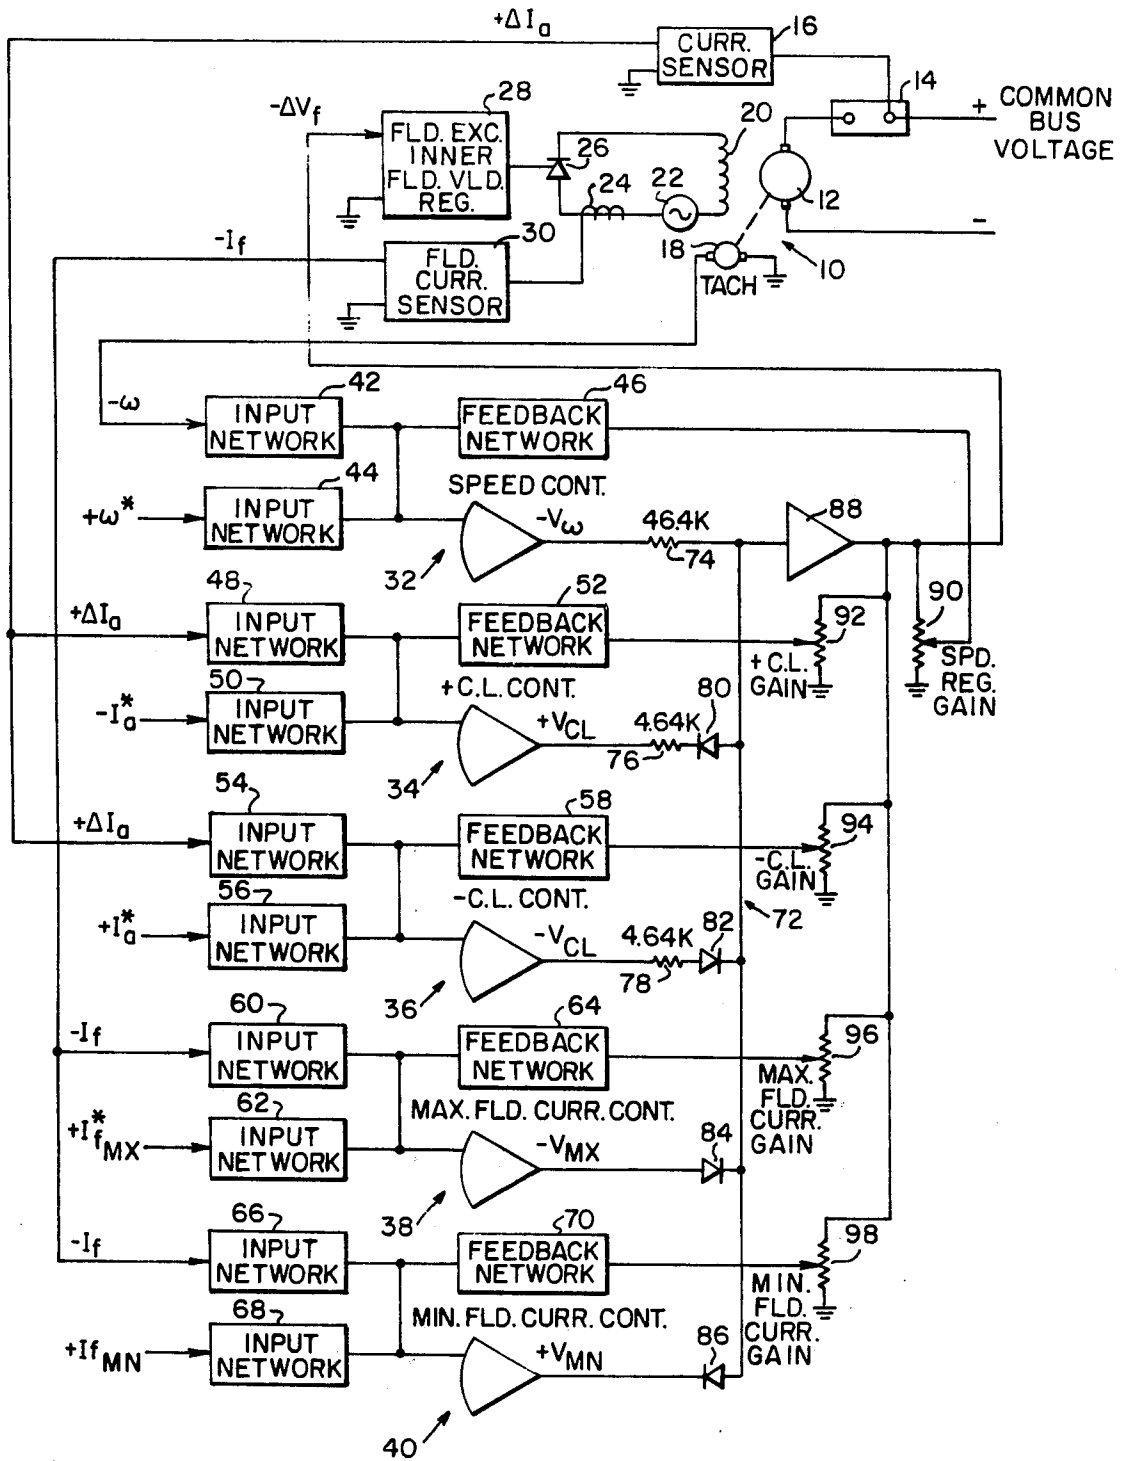 +ΔIa
CURR.
SENSOR
16
14
+
COMMON
BUS
VOLTAGE
-
-ΔVf
28
FLD. EXC.
INNER
FLD. VLD.
REG.
26
24
22
20
12
10
18
TACH
-If
30
FLD.
CURR.
SENSOR
-ω
42
INPUT
NETWORK
46
FEEDBACK
NETWORK
+ω*
44
INPUT
NETWORK
SPEED CONT.
-Vω
32
46.4K
74
88
90
SPD.
REG.
GAIN
+ΔIa
48
INPUT
NETWORK
52
FEEDBACK
NETWORK
92
+C.L.
GAIN
-Ia*
50
INPUT
NETWORK
+C.L. CONT.
+VCL
34
4.64K
76
80
+ΔIa
54
INPUT
NETWORK
58
FEEDBACK
NETWORK
94
-C.L.
GAIN
+Ia*
56
INPUT
NETWORK
-C.L. CONT.
-VCL
36
4.64K
78
82
72
-If
60
INPUT
NETWORK
64
FEEDBACK
NETWORK
96
MAX.
FLD.
CURR.
GAIN
+If*MX
62
INPUT
NETWORK
MAX. FLD. CURR. CONT.
-VMX
38
84
-If
66
INPUT
NETWORK
70
FEEDBACK
NETWORK
98
MIN.
FLD.
CURR.
GAIN
+IfMN
68
INPUT
NETWORK
MIN. FLD. CURR. CONT.
+VMN
40
86